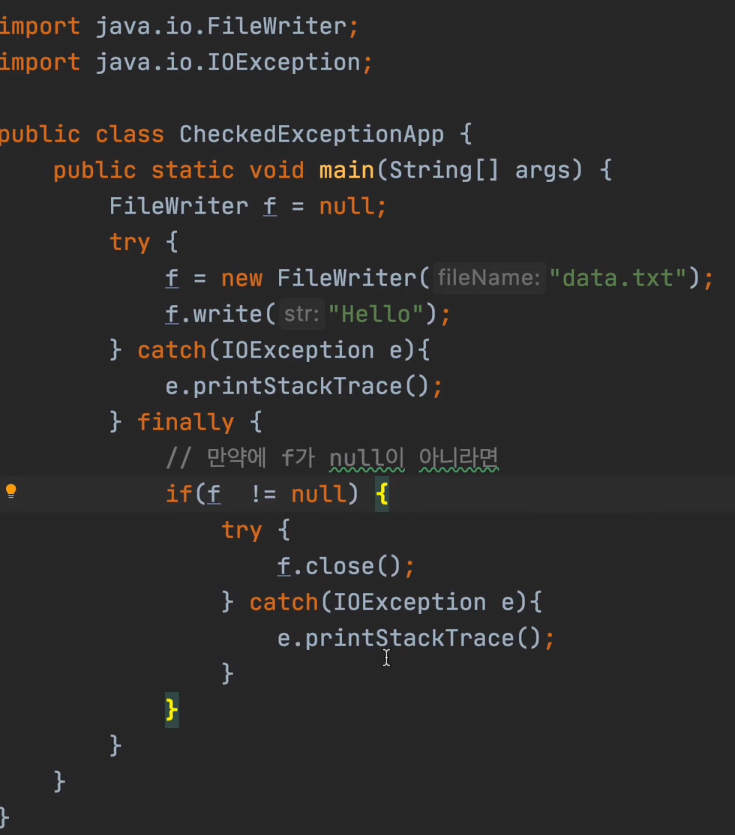 import java.io.FileWriter;
import java.io.IOException;

public class CheckedExceptionApp {
    public static void main(String[] args) {
        FileWriter f = null;
        try {
            f = new FileWriter( fileName: "data.txt");
            f.write( str: "Hello");
        } catch(IOException e){
            e.printStackTrace();
        } finally {
            // 만약에 f가 null이 아니라면
            if(f  != null) {
                try {
                    f.close();
                } catch(IOException e){
                    e.printStackTrace();
                }
            }
        }
    }
}